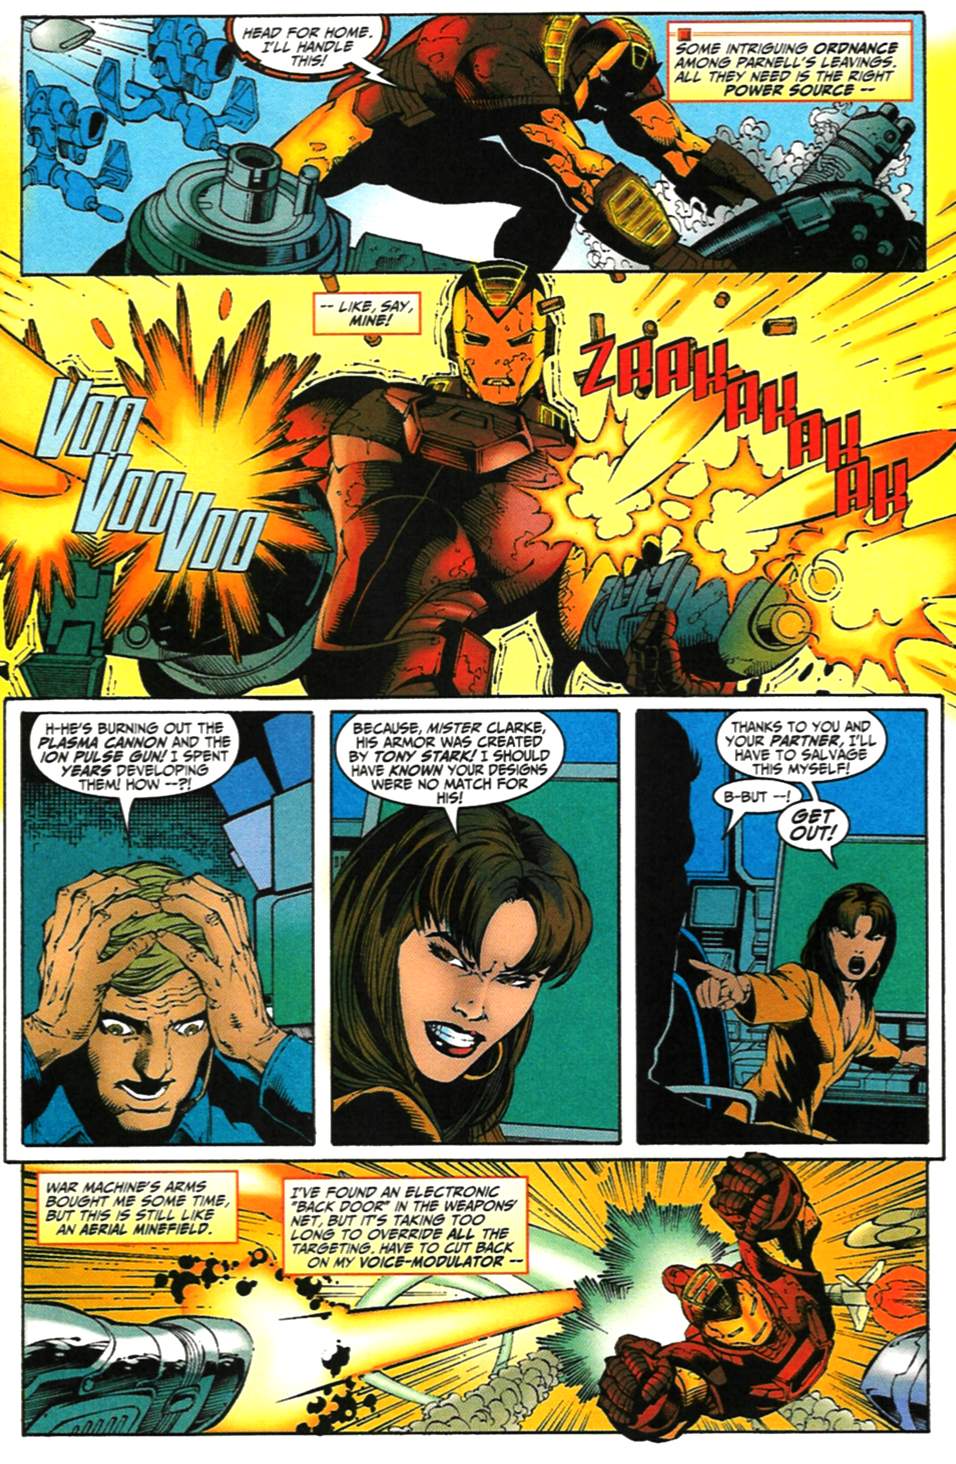 HEAD FOR HOME.
I'LL HANDLE
THIS!
SOME INTRIGUING ORDNANCE
AMONG PARNELL'S LEAVINGS.
ALL THEY NEED IS THE RIGHT
POWER SOURCE --
-- LIKE, SAY,
MINE!
VOO
VOO
VOO
ZRAK
AK
AK
AK
H-HE'S BURNING OUT THE
PLASMA CANNON AND THE
ION PULSE GUN! I SPENT
YEARS DEVELOPING
THEM! HOW --?!
BECAUSE, MISTER CLARKE,
HIS ARMOR WAS CREATED
BY TONY STARK! I SHOULD
HAVE KNOWN YOUR DESIGNS
WERE NO MATCH FOR
HIS!
THANKS TO YOU AND
YOUR PARTNER, I'LL
HAVE TO SALVAGE
THIS MYSELF!
B-BUT --!
GET
OUT!
WAR MACHINE'S ARMS
BOUGHT ME SOME TIME,
BUT THIS IS STILL LIKE
AN AERIAL MINEFIELD.
I'VE FOUND AN ELECTRONIC
"BACK DOOR" IN THE WEAPONS'
NET, BUT IT'S TAKING TOO
LONG TO OVERRIDE ALL THE
TARGETING. HAVE TO CUT BACK
ON MY VOICE-MODULATOR --